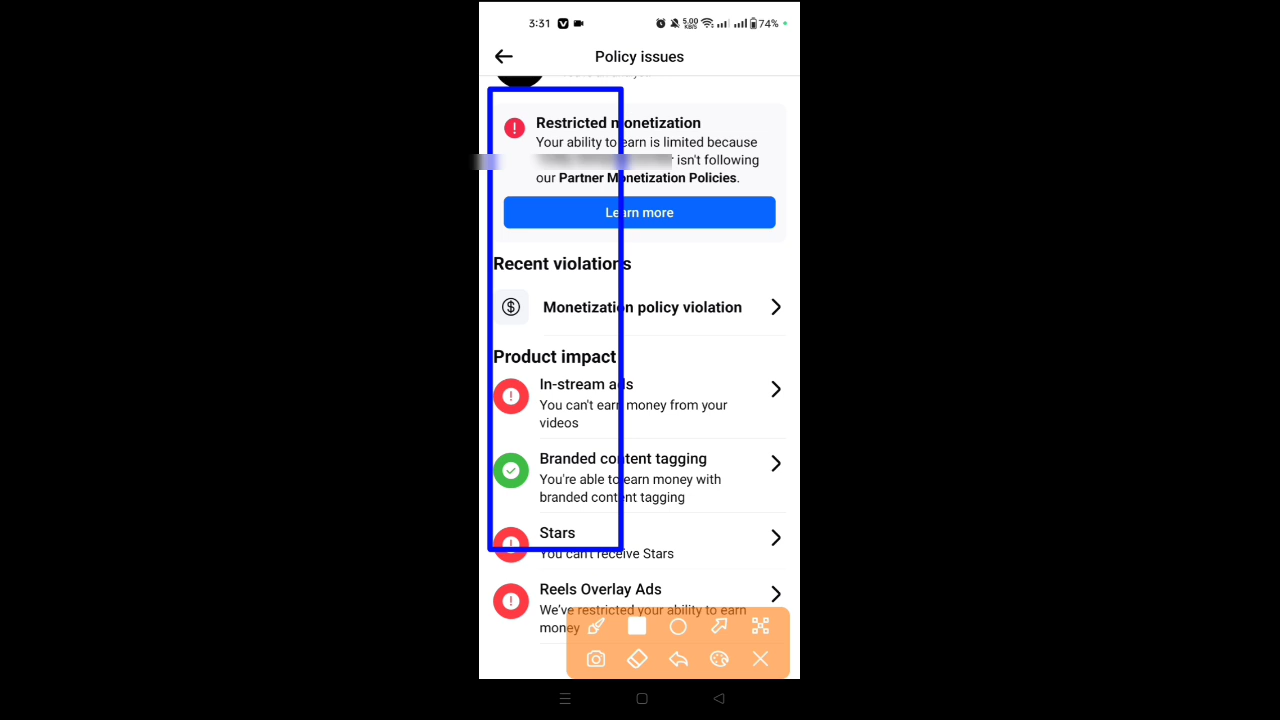 3:31
5.00 KB/S
74%
Policy issues
Restricted monetization
Your ability to earn is limited because
isn't following
our Partner Monetization Policies.
Learn more
Recent violations
Monetization policy violation
Product impact
In-stream ads
You can't earn money from your
videos
Branded content tagging
You're able to earn money with
branded content tagging
Stars
You can't receive Stars
Reels Overlay Ads
We've restricted your ability to earn
money